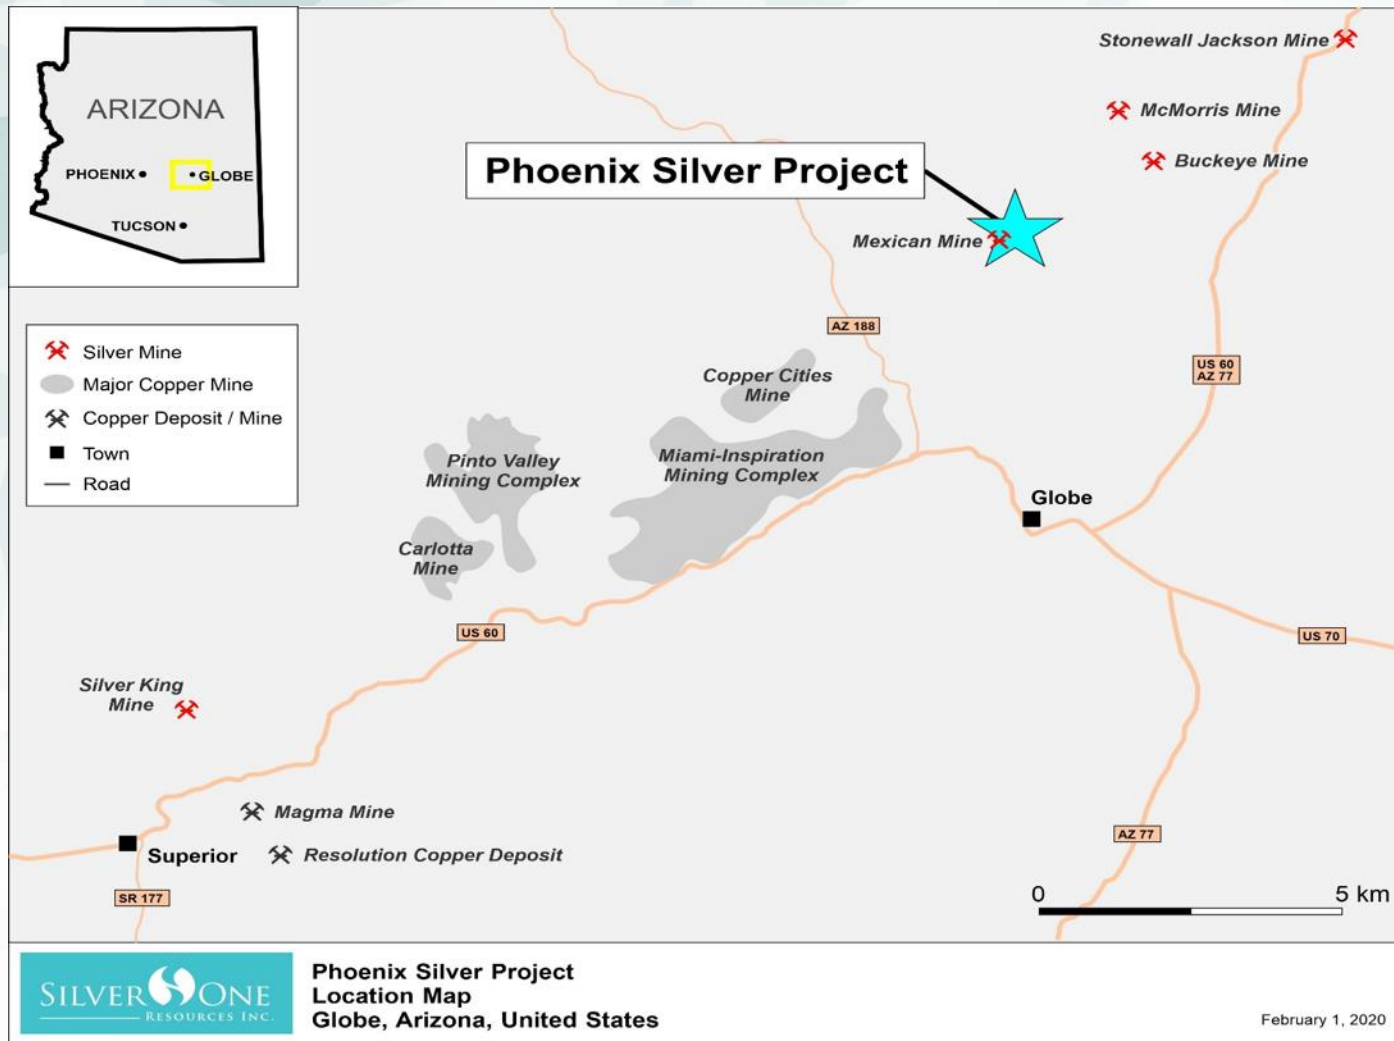 ARIZONA
PHOENIX
GLOBE
TUCSON
Stonewall Jackson Mine
McMorris Mine
Buckeye Mine
Phoenix Silver Project
Mexican Mine
Silver Mine
Major Copper Mine
Copper Deposit / Mine
Town
Road
AZ 188
US 60
AZ 77
Copper Cities
Mine
Pinto Valley
Mining Complex
Miami-Inspiration
Mining Complex
Globe
Carlotta
Mine
US 60
US 70
Silver King
Mine
Magma Mine
Superior
Resolution Copper Deposit
AZ 77
SR 177
0
5 km
SILVER ONE
RESOURCES INC.
Phoenix Silver Project
Location Map
Globe, Arizona, United States
February 1, 2020